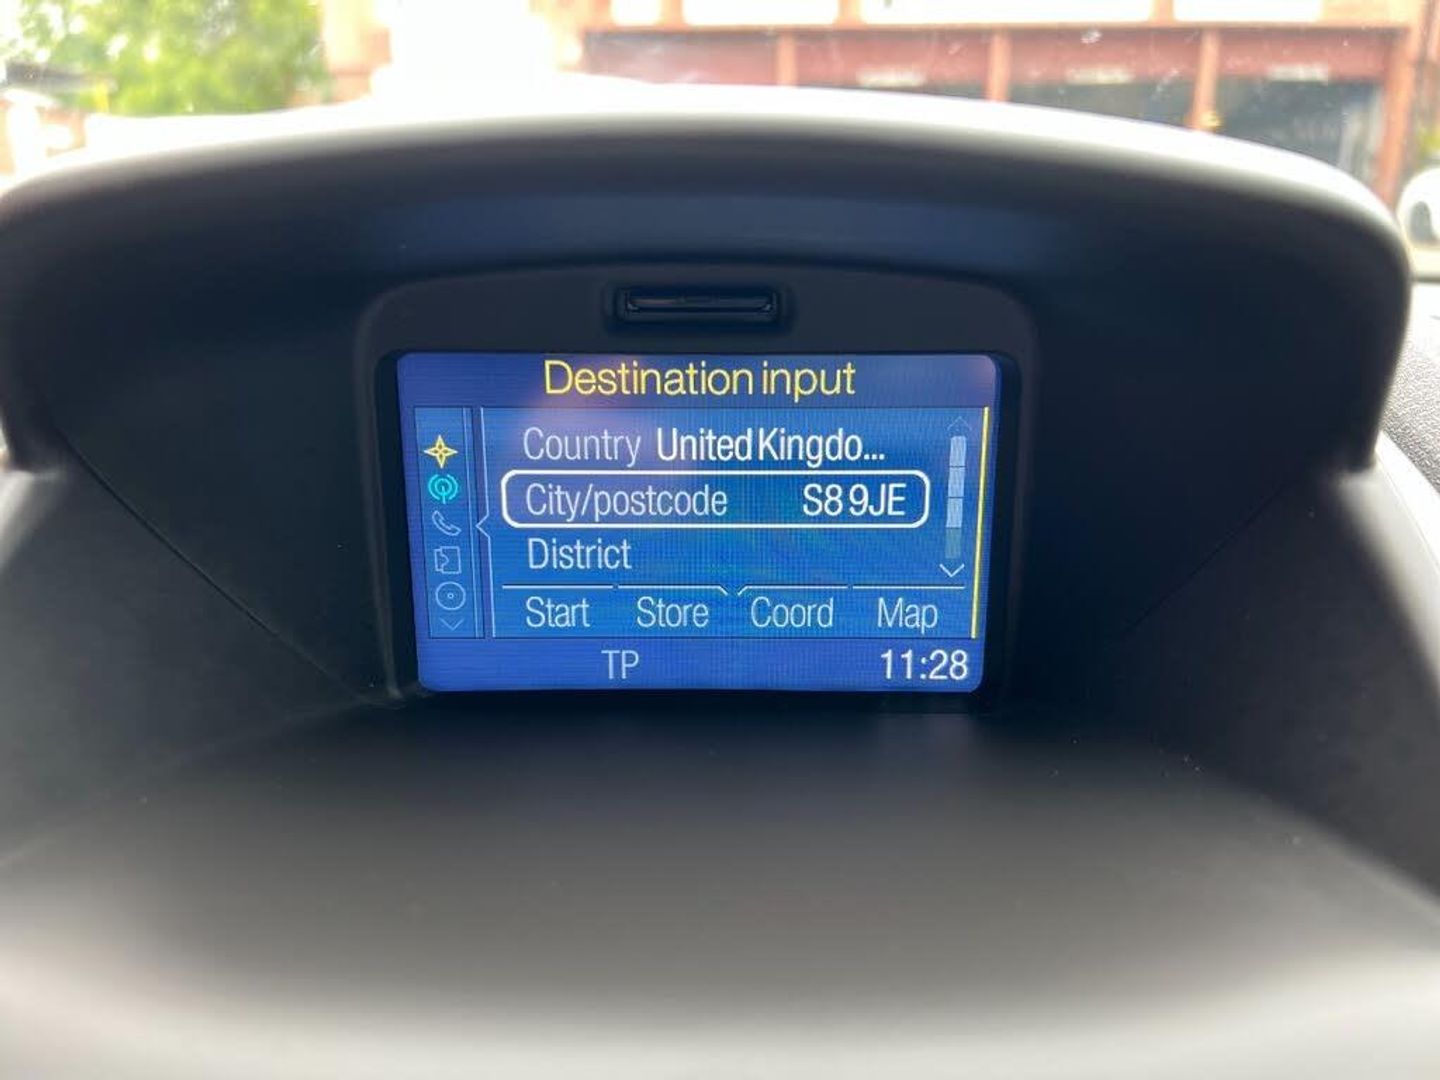 Destination input
Country United Kingdo...
City/postcode S8 9JE
District
Start Store Coord Map
TP 11:28